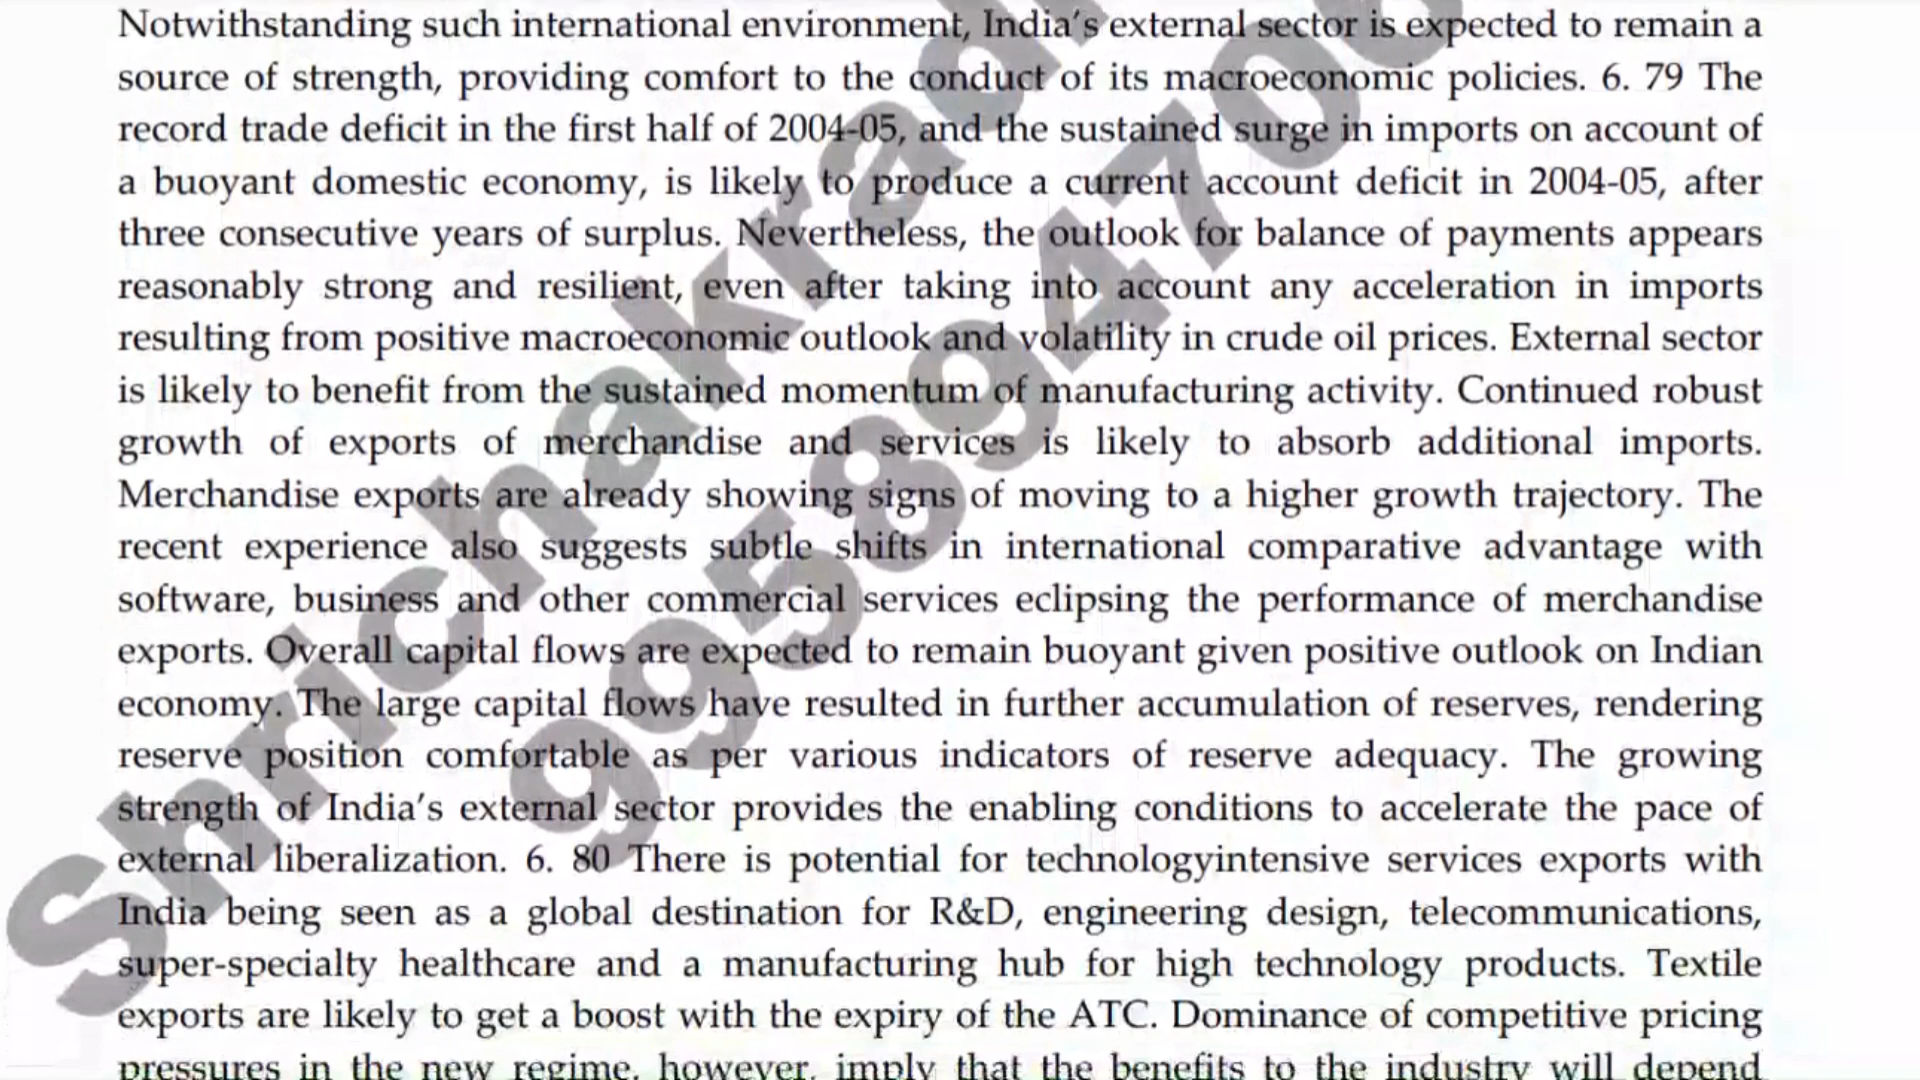 Notwithstanding such international environment, India's external sector is expected to remain a
source of strength, providing comfort to the conduct of its macroeconomic policies. 6. 79 The
record trade deficit in the first half of 2004-05, and the sustained surge in imports on account of
a buoyant domestic economy, is likely to produce a current account deficit in 2004-05, after
three consecutive years of surplus. Nevertheless, the outlook for balance of payments appears
reasonably strong and resilient, even after taking into account any acceleration in imports
resulting from positive macroeconomic outlook and volatility in crude oil prices. External sector
is likely to benefit from the sustained momentum of manufacturing activity. Continued robust
growth of exports of merchandise and services is likely to absorb additional imports.
Merchandise exports are already showing signs of moving to a higher growth trajectory. The
recent experience also suggests subtle shifts in international comparative advantage with
software, business and other commercial services eclipsing the performance of merchandise
exports. Overall capital flows are expected to remain buoyant given positive outlook on Indian
economy. The large capital flows have resulted in further accumulation of reserves, rendering
reserve position comfortable as per various indicators of reserve adequacy. The growing
strength of India's external sector provides the enabling conditions to accelerate the pace of
external liberalization. 6. 80 There is potential for technologyintensive services exports with
India being seen as a global destination for R&D, engineering design, telecommunications,
super-specialty healthcare and a manufacturing hub for high technology products. Textile
exports are likely to get a boost with the expiry of the ATC. Dominance of competitive pricing
pressures in the new regime, however, imply that the benefits to the industry will depend